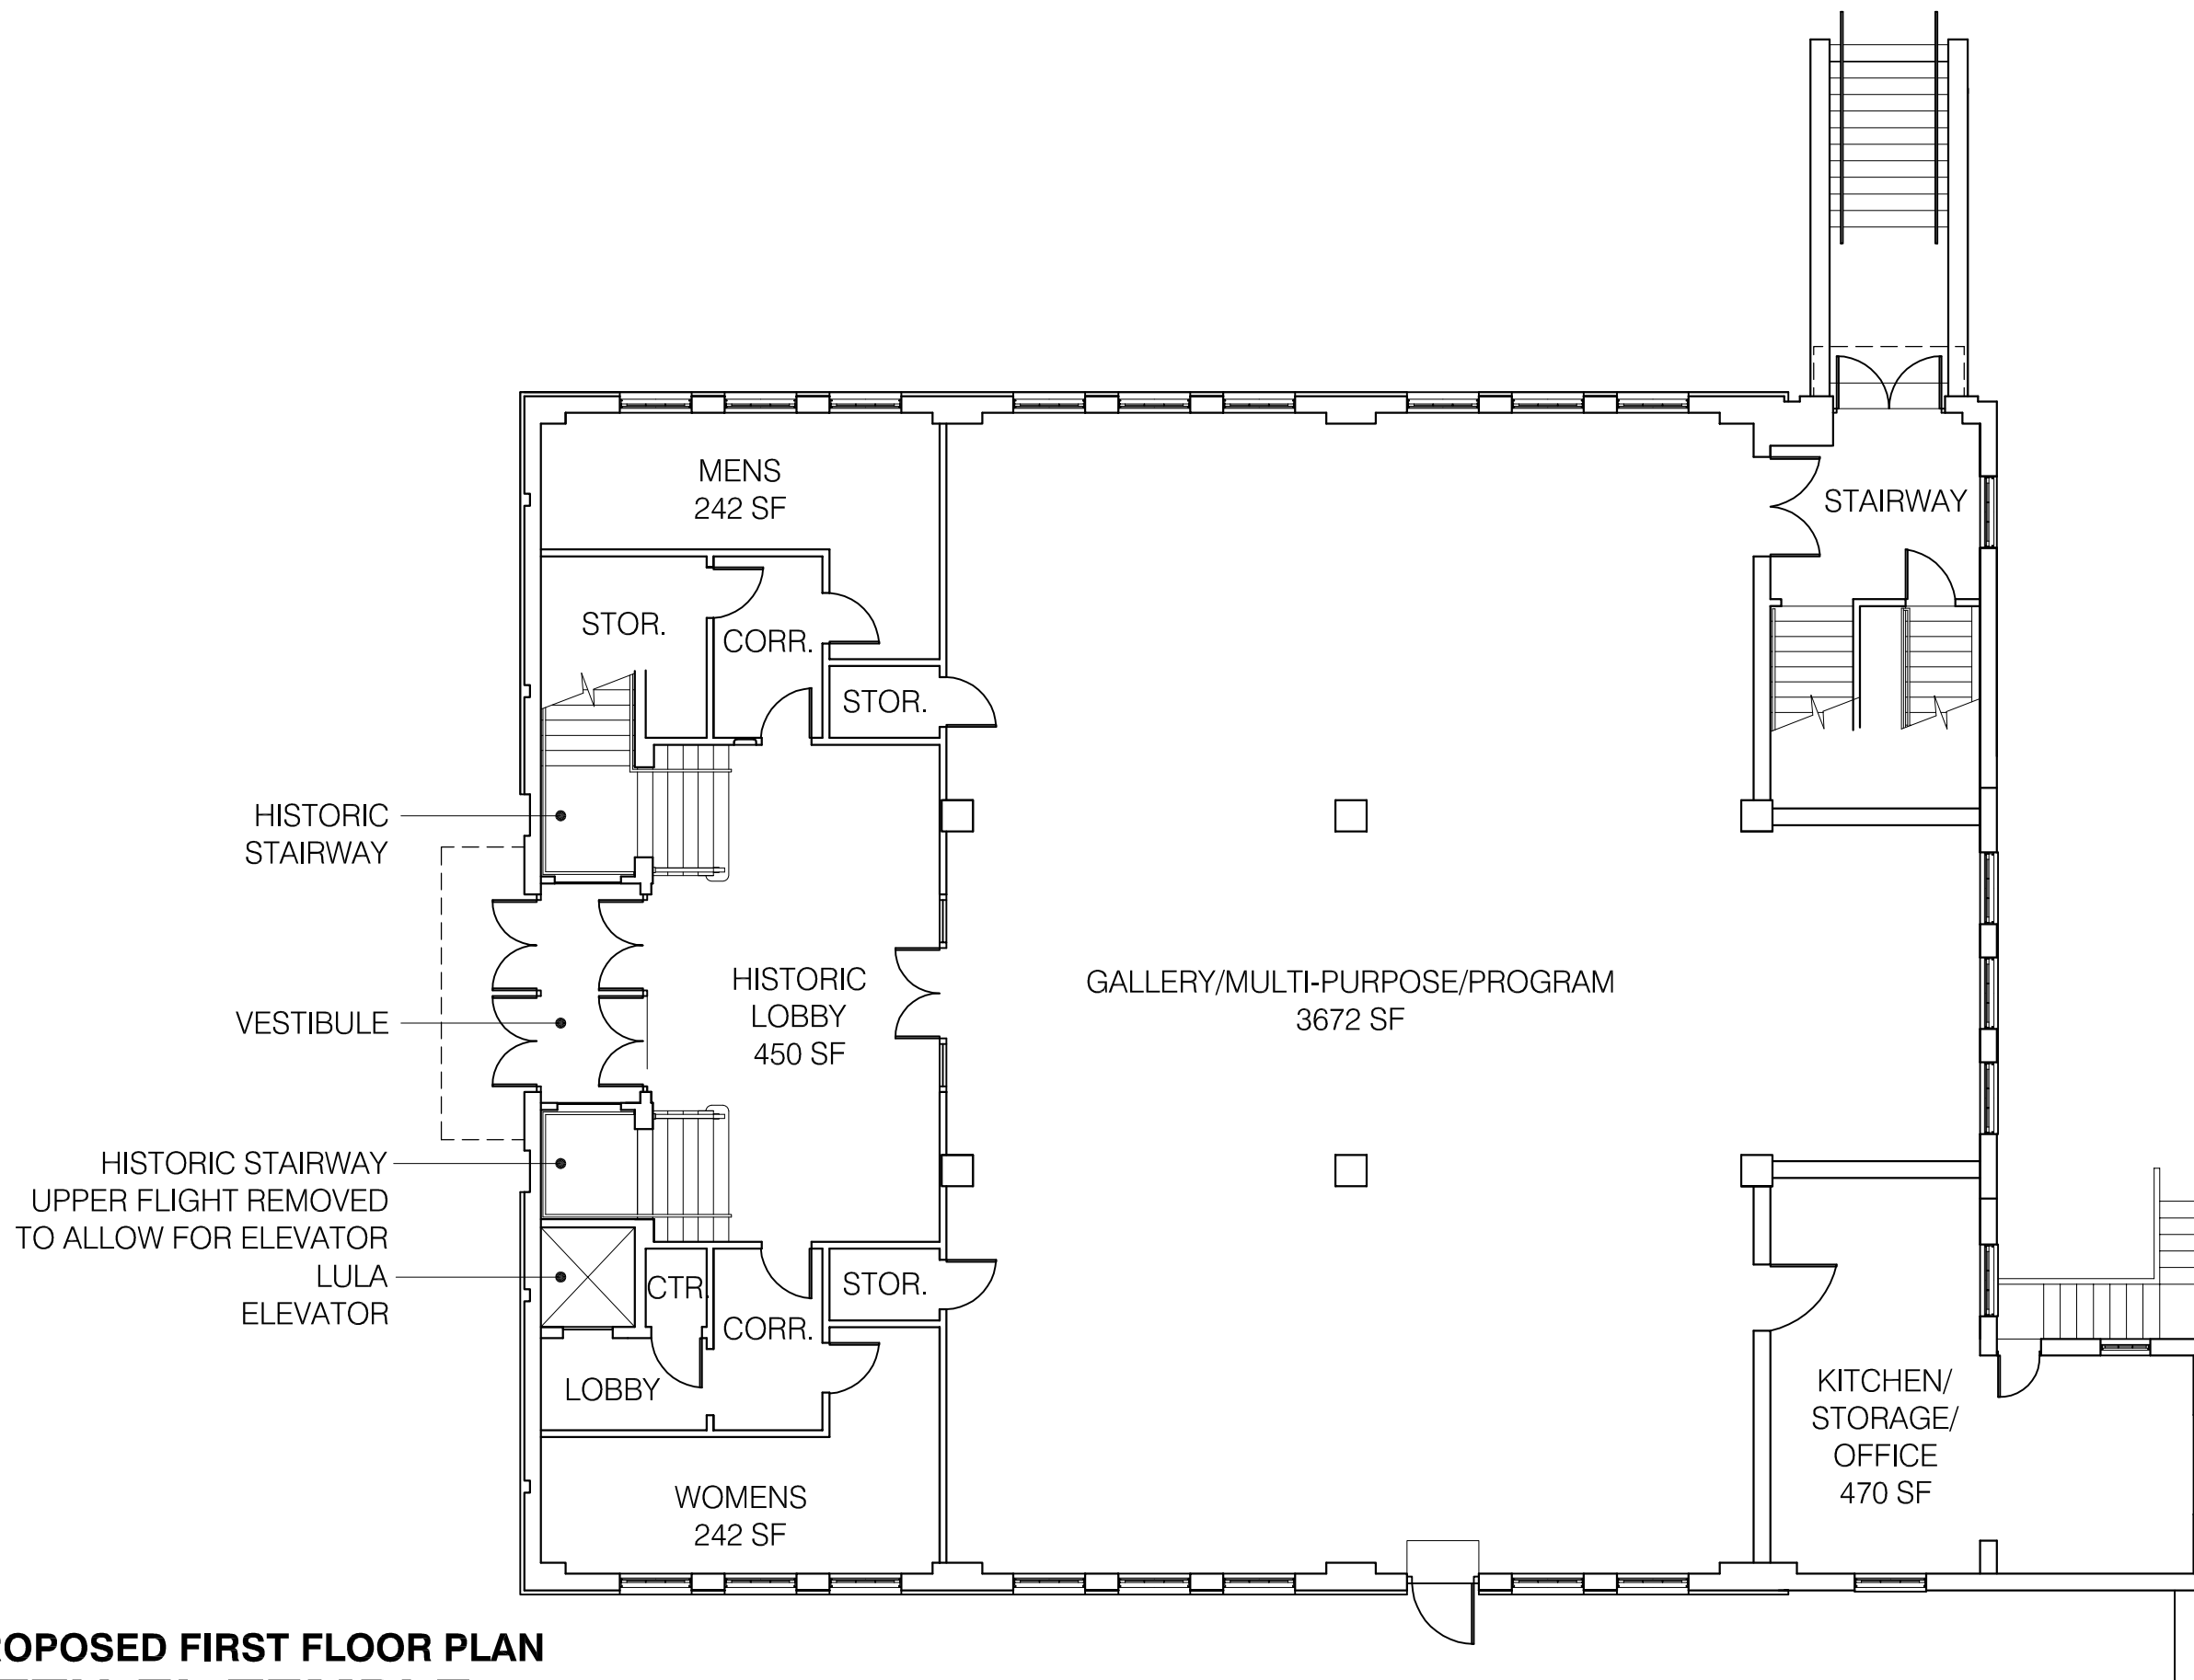 MENS
242 SF
STAIRWAY
STOR.
CORR.
STOR.
HISTORIC
STAIRWAY
HISTORIC
LOBBY
450 SF
GALLERY/MULTI-PURPOSE/PROGRAM
3672 SF
VESTIBULE
HISTORIC STAIRWAY
UPPER FLIGHT REMOVED
TO ALLOW FOR ELEVATOR
LULA
ELEVATOR
CTR.
STOR.
CORR.
LOBBY
KITCHEN/
STORAGE/
OFFICE
470 SF
WOMENS
242 SF
OPOSED FIRST FLOOR PLAN